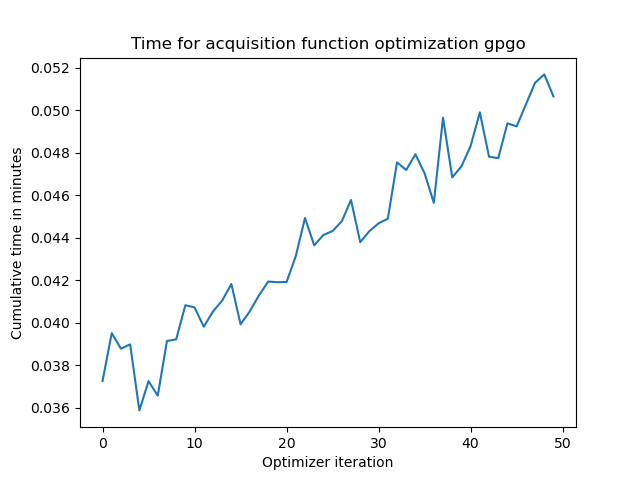 Time for acquisition function optimization gpgo
0.052
0.050
0.048
0.046
0.044
0.042
0.040
0.038
0.036
Cumulative time in minutes
0 10 20 30 40 50
Optimizer iteration